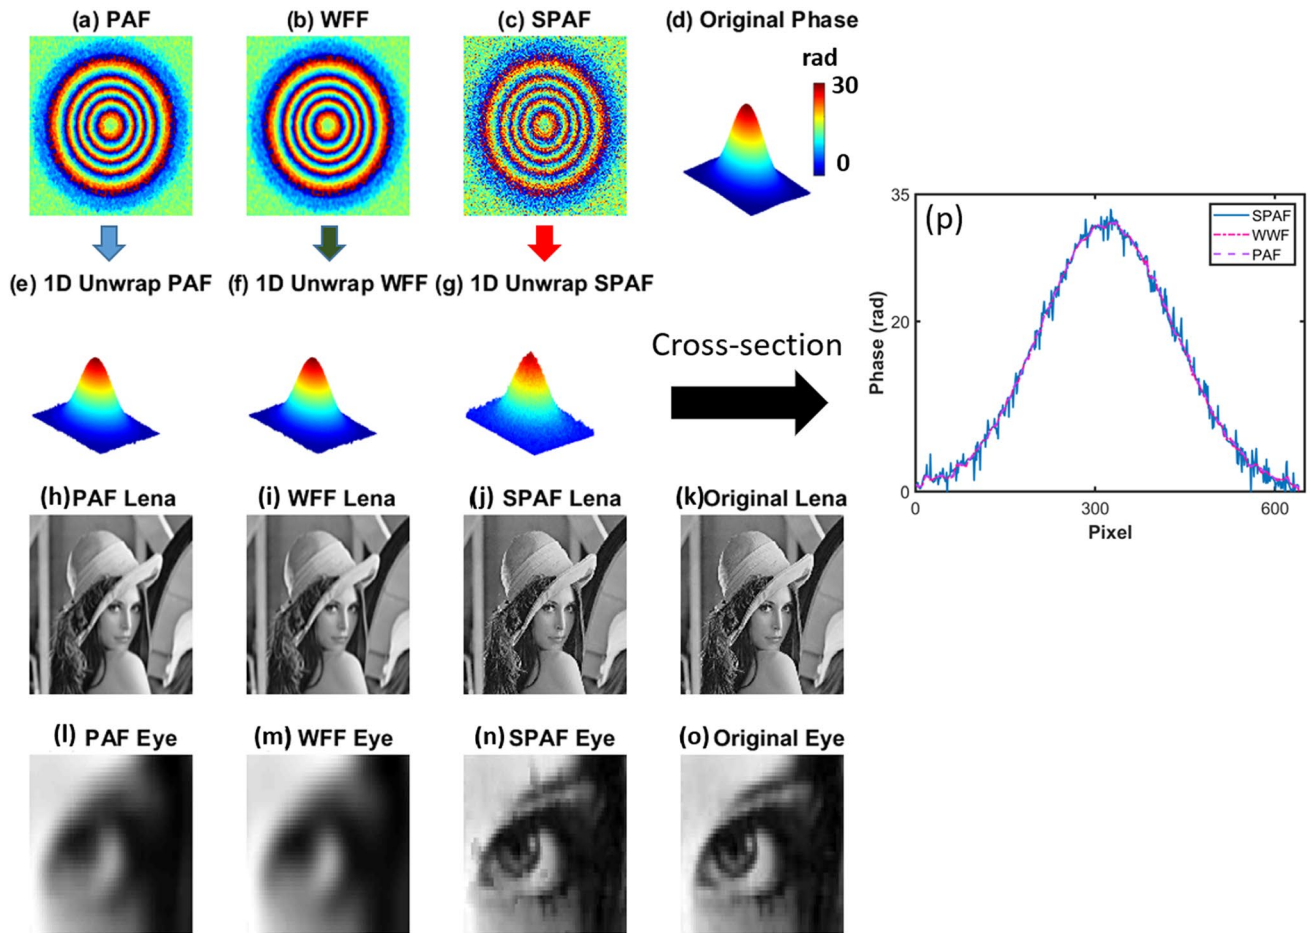 (a) PAF
(b) WFF
(c) SPAF
(d) Original Phase
rad
30
0
(e) 1D Unwrap PAF
(f) 1D Unwrap WFF
(g) 1D Unwrap SPAF
Cross-section
(p)
SPAF
WWF
PAF
35
20
0
Phase (rad)
0
300
600
Pixel
(h)PAF Lena
(i) WFF Lena
(j) SPAF Lena
(k)Original Lena
(l) PAF Eye
(m) WFF Eye
(n) SPAF Eye
(o) Original Eye